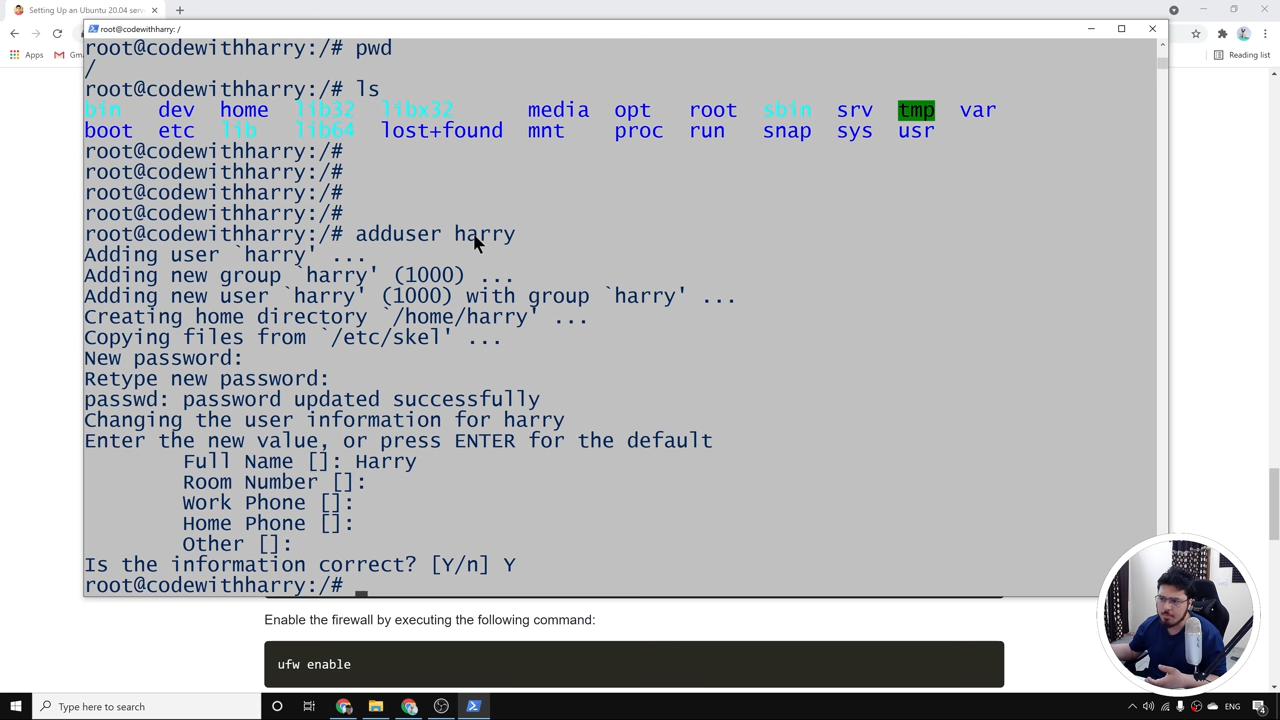 Setting Up an Ubuntu 20.04 serv
root@codewithharry: /
Apps
Reading list
root@codewithharry:/# pwd
/
root@codewithharry:/# ls
bin dev home lib32 libx32 media opt root sbin srv tmp var
boot etc lib lib64 lost+found mnt proc run snap sys usr
root@codewithharry:/#
root@codewithharry:/#
root@codewithharry:/#
root@codewithharry:/#
root@codewithharry:/# adduser harry
Adding user `harry' ...
Adding new group `harry' (1000) ...
Adding new user `harry' (1000) with group `harry' ...
Creating home directory `/home/harry' ...
Copying files from `/etc/skel' ...
New password:
Retype new password:
passwd: password updated successfully
Changing the user information for harry
Enter the new value, or press ENTER for the default
Full Name []: Harry
Room Number []:
Work Phone []:
Home Phone []:
Other []:
Is the information correct? [Y/n] Y
root@codewithharry:/#
Enable the firewall by executing the following command:
ufw enable
Type here to search
ENG
4